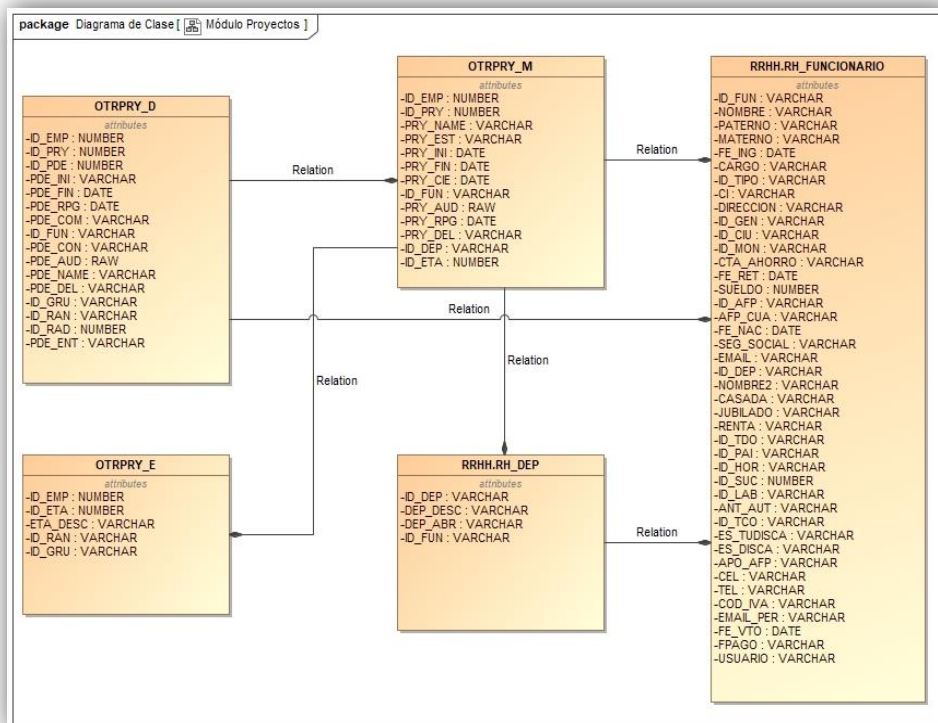 package Diagrama de Clase [ Módulo Proyectos ]
OTRPRY_D
attributes
-ID_EMP : NUMBER
-ID_PRY : NUMBER
-ID_PDE : NUMBER
-PDE_INI : VARCHAR
-PDE_FIN : DATE
-PDE_RPG : DATE
-PDE_COM : VARCHAR
-ID_FUN : VARCHAR
-PDE_CON : VARCHAR
-PDE_AUD : RAW
-PDE_NAME : VARCHAR
-PDE_DEL : VARCHAR
-ID_GRU : VARCHAR
-ID_RAN : VARCHAR
-ID_RAD : NUMBER
-PDE_ENT : VARCHAR
Relation
OTRPRY_M
attributes
-ID_EMP : NUMBER
-ID_PRY : NUMBER
-PRY_NAME : VARCHAR
-PRY_EST : VARCHAR
-PRY_INI : DATE
-PRY_FIN : DATE
-PRY_CIE : DATE
-ID_FUN : VARCHAR
-PRY_AUD : RAW
-PRY_RPG : DATE
-PRY_DEL : VARCHAR
-ID_DEP : VARCHAR
-ID_ETA : NUMBER
Relation
RRHH.RH_FUNCIONARIO
attributes
-ID_FUN : VARCHAR
-NOMBRE : VARCHAR
-PATERNO : VARCHAR
-MATERNO : VARCHAR
-FE_ING : DATE
-CARGO : VARCHAR
-ID_TIPO : VARCHAR
-CI : VARCHAR
-DIRECCION : VARCHAR
-ID_GEN : VARCHAR
-ID_CIU : VARCHAR
-ID_MON : VARCHAR
-CTA_AHORRO : VARCHAR
-FE_RET : DATE
-SUELDO : NUMBER
-ID_AFP : VARCHAR
-AFP_CUA : VARCHAR
-FE_NAC : DATE
-SEG_SOCIAL : VARCHAR
-EMAIL : VARCHAR
-ID_DEP : VARCHAR
-NOMBRE2 : VARCHAR
-CASADA : VARCHAR
-JUBILADO : VARCHAR
-RENTA : VARCHAR
-ID_TDO : VARCHAR
-ID_PAI : VARCHAR
-ID_HOR : VARCHAR
-ID_SUC : NUMBER
-ID_LAB : VARCHAR
-ANT_AUT : VARCHAR
-ID_TCO : VARCHAR
-ES_TUDISCA : VARCHAR
-ES_DISCA : VARCHAR
-APO_AFP : VARCHAR
-CEL : VARCHAR
-TEL : VARCHAR
-COD_IVA : VARCHAR
-EMAIL_PER : VARCHAR
-FE_VTO : DATE
-FPAGO : VARCHAR
-USUARIO : VARCHAR
Relation
Relation
Relation
OTRPRY_E
attributes
-ID_EMP : NUMBER
-ID_ETA : NUMBER
-ETA_DESC : VARCHAR
-ID_RAN : VARCHAR
-ID_GRU : VARCHAR
RRHH.RH_DEP
attributes
-ID_DEP : VARCHAR
-DEP_DESC : VARCHAR
-DEP_ABR : VARCHAR
-ID_FUN : VARCHAR
Relation